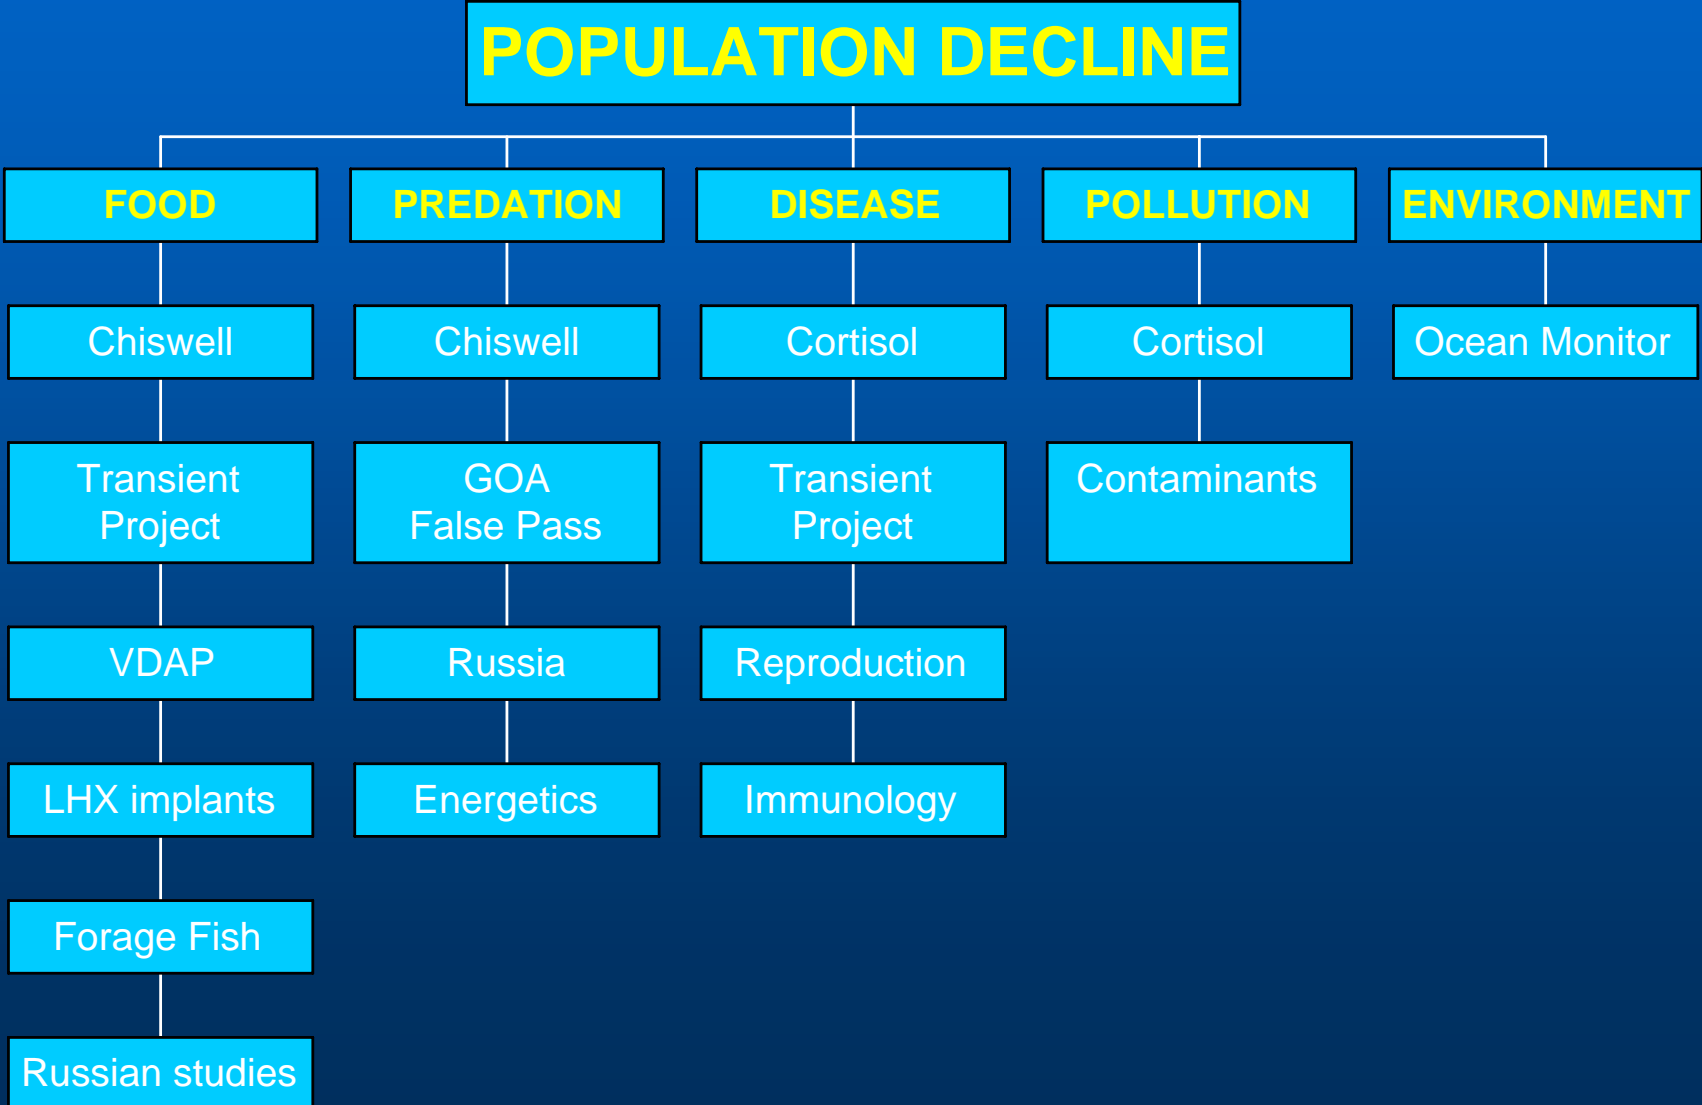 POPULATION DECLINE
FOOD
PREDATION
DISEASE
POLLUTION
ENVIRONMENT
Chiswell
Chiswell
Cortisol
Cortisol
Ocean Monitor
Transient
Project
GOA
False Pass
Transient
Project
Contaminants
VDAP
Russia
Reproduction
LHX implants
Energetics
Immunology
Forage Fish
Russian studies